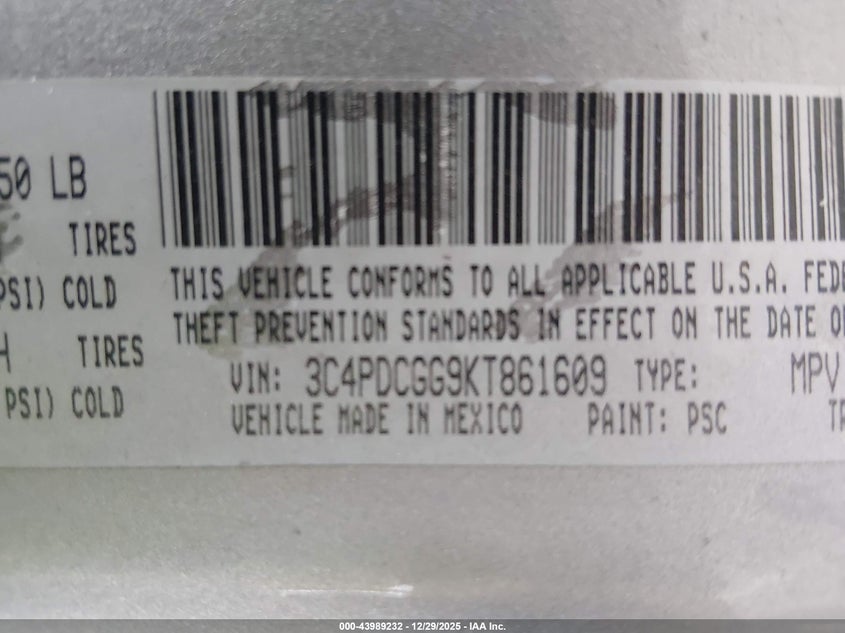 50 LB
TIRES
PSI) COLD
H TIRES
PSI) COLD
THIS VEHICLE CONFORMS TO ALL APPLICABLE U.S.A. FEDE
THEFT PREVENTION STANDARDS IN EFFECT ON THE DATE O
VIN: 3C4PDCGG9KT861609 TYPE: MPV
VEHICLE MADE IN MEXICO PAINT: PSC TR
000-43989232 - 12/29/2025 - IAA Inc.